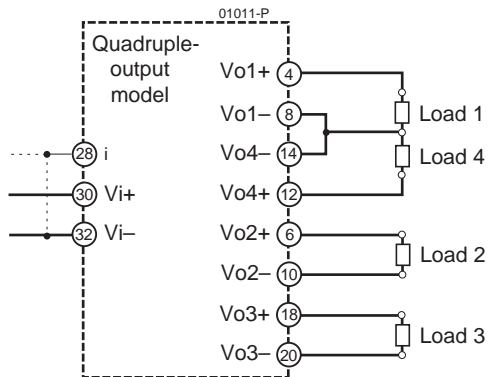 01011-P
Quadruple-
output
model
Vo1+ 4
Vo1– 8
Load 1
28 i
Vo4– 14
Load 4
30 Vi+
Vo4+ 12
32 Vi–
Vo2+ 6
Load 2
Vo2– 10
Vo3+ 18
Load 3
Vo3– 20